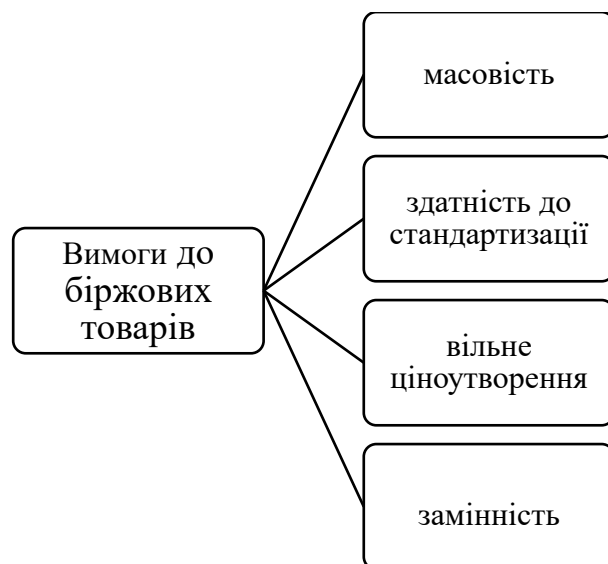 Вимоги до
біржових
товарів
масовість
здатність до
стандартизації
вільне
ціноутворення
замінність